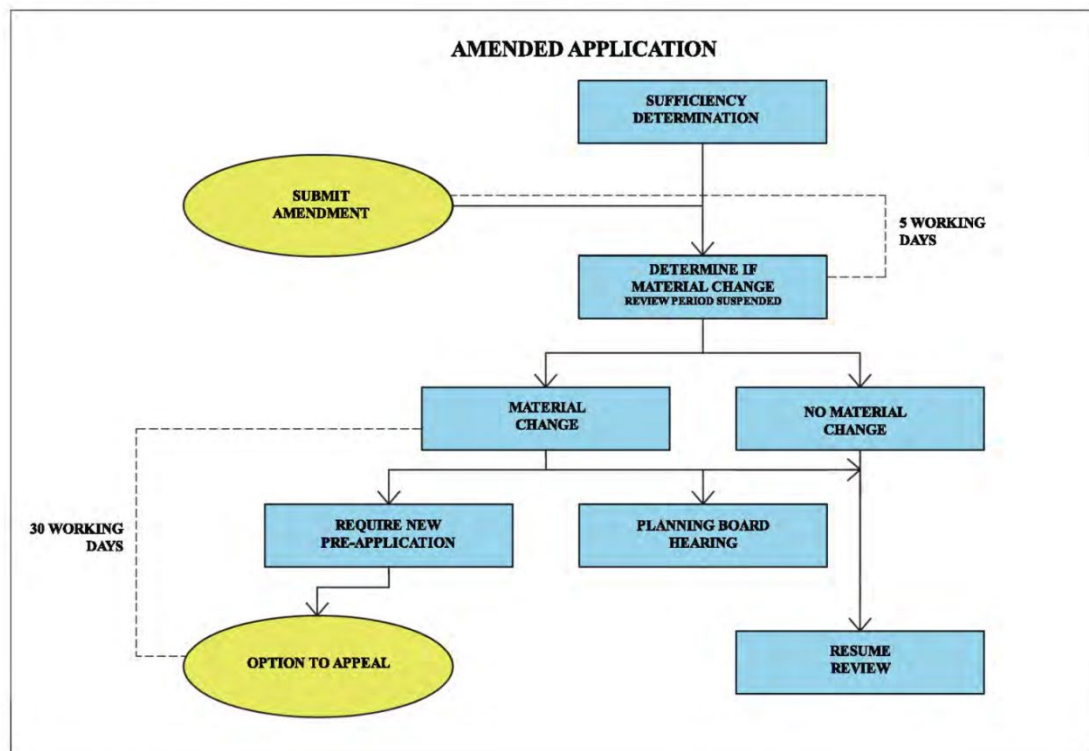 AMENDED APPLICATION
SUFFICIENCY
DETERMINATION
SUBMIT
AMENDMENT
5 WORKING
DAYS
DETERMINE IF
MATERIAL CHANGE
REVIEW PERIOD SUSPENDED
MATERIAL
CHANGE
NO MATERIAL
CHANGE
30 WORKING
DAYS
REQUIRE NEW
PRE-APPLICATION
PLANNING BOARD
HEARING
OPTION TO APPEAL
RESUME
REVIEW